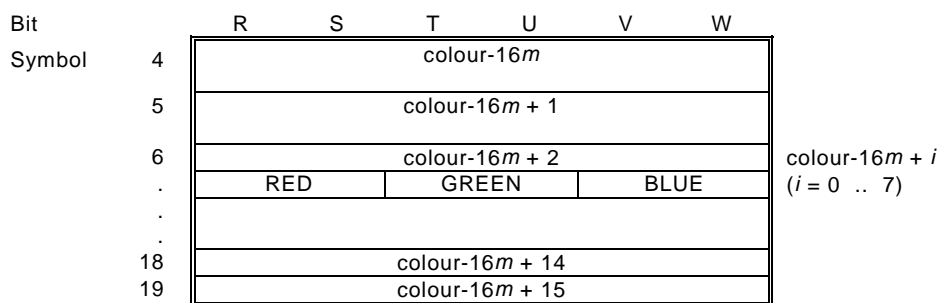 Bit R S T U V W
Symbol 4 colour-16m
5 colour-16m + 1
6 colour-16m + 2 colour-16m + i
. RED GREEN BLUE (i = 0 .. 7)
.
.
18 colour-16m + 14
19 colour-16m + 15